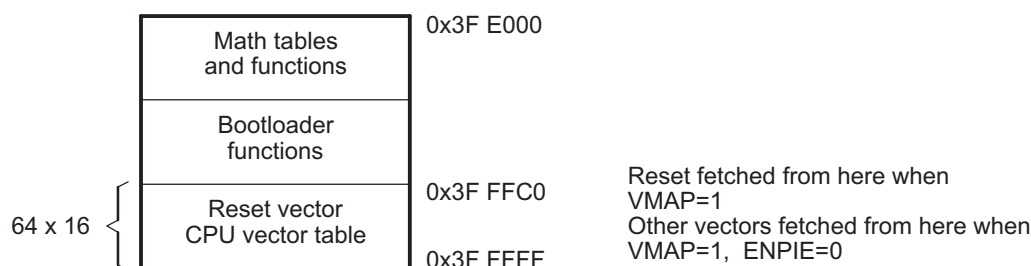 Math tables
and functions
0x3F E000
Bootloader
functions
64 x 16
Reset vector
CPU vector table
0x3F FFC0
0x3F FFFF
Reset fetched from here when
VMAP=1
Other vectors fetched from here when
VMAP=1, ENPIE=0